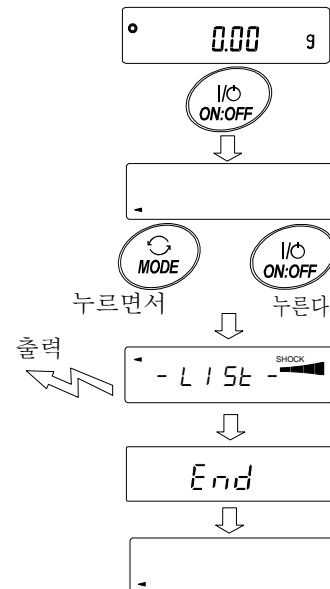 0.00 g
I/⏻
ON:OFF
MODE
I/⏻
ON:OFF
누르면서
누른다
출력
SHOCK
- LISt -
End